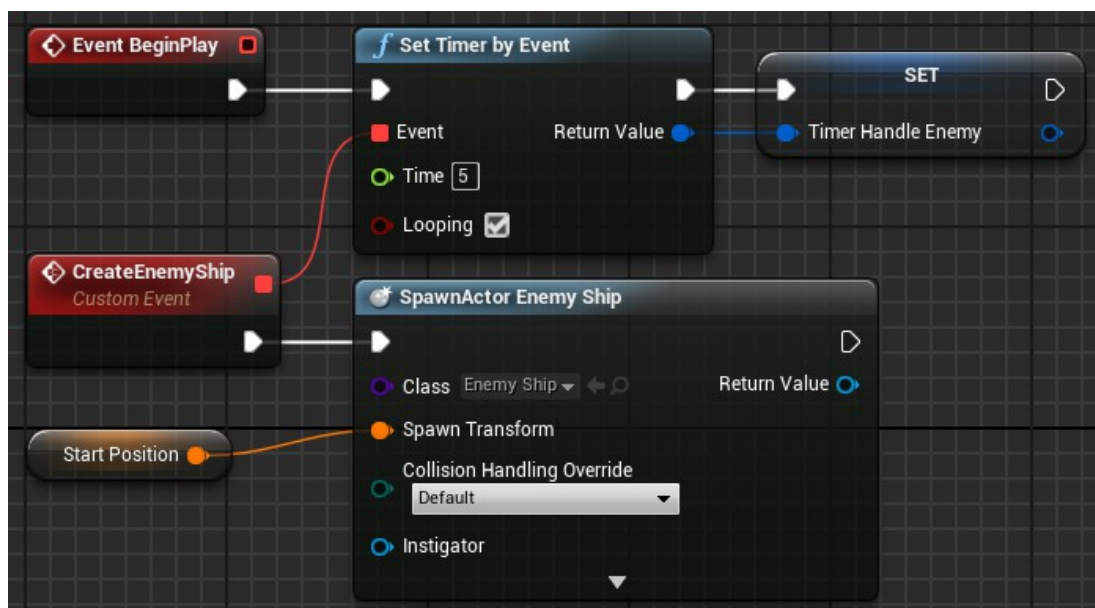 Event BeginPlay
Set Timer by Event
SET
Event
Return Value
Timer Handle Enemy
Time 5
Looping
CreateEnemyShip
Custom Event
SpawnActor Enemy Ship
Class Enemy Ship
Return Value
Start Position
Spawn Transform
Collision Handling Override
Default
Instigator